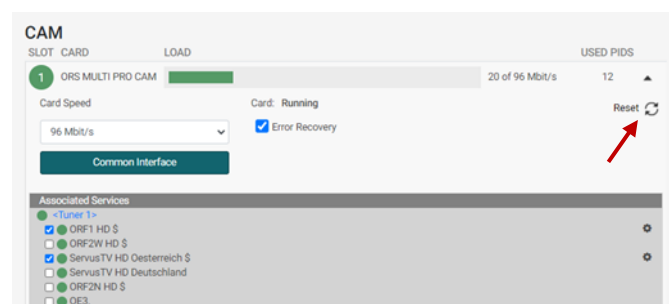 CAM
SLOT CARD LOAD USED PIDS
1 ORS MULTI PRO CAM 20 of 96 Mbit/s 12
Card Speed Card: Running Reset
96 Mbit/s Error Recovery
Common Interface
Associated Services
<Tuner 1>
ORF1 HD $
ORF2W HD $
ServusTV HD Oesterreich $
ServusTV HD Deutschland
ORF2N HD $
OE3